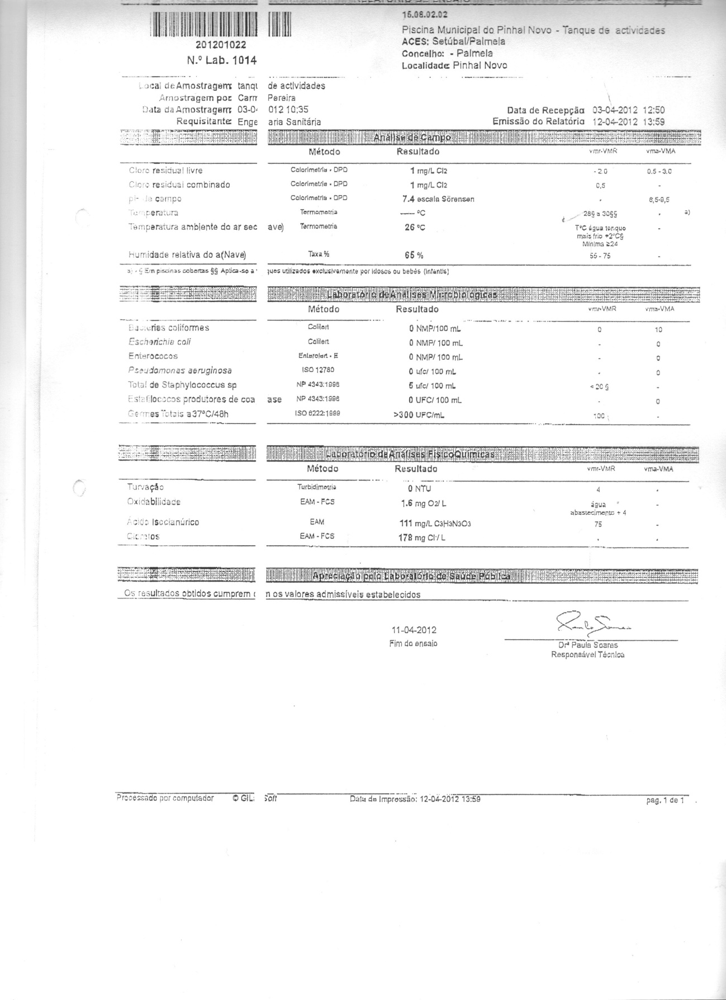 201201022
N.º Lab. 1014
15.08.02.02
Piscina Municipal do Pinhal Novo - Tanque de actividades
ACES: Setúbal/Palmela
Concelho: - Palmela
Localidade: Pinhal Novo
Local de Amostragem: tanqu de actividades
Amostragem por: Carm Pereira
Data da Amostragem: 03-0 012 10:35
Requisitante: Enge aria Sanitária
Data de Recepção 03-04-2012 12:50
Emissão do Relatório 12-04-2012 13:59
Análise de Campo
Método Resultado vmr-VMR vma-VMA
Cloro residual livre Colorimetria - DPD 1 mg/L Cl2 - 2.0 0.5 - 3.0
Cloro residual combinado Colorimetria - DPD 1 mg/L Cl2 0,5 -
de campo Colorimetria - DPD 7.4 escala Sörensen - 6,5-8,5
Temperatura Termometria ----- ºC 28§ a 30§§ - a)
Temperatura ambiente do ar sec ave) Termometria 26 ºC TºC água tanque -
mais frio +2ºC§
Mínima ≥24
Humidade relativa do a(Nave) Taxa % 65 % 55 - 75 -
a) - § Em piscinas cobertas §§ Aplica-se a ques utilizados exclusivamente por idosos ou bebés (infantis)
Laboratório de Análises Microbiológicas
Método Resultado vmr-VMR vma-VMA
Bactérias coliformes Colilert 0 NMP/100 mL 0 10
Escherichia coli Colilert 0 NMP/ 100 mL - 0
Enterococos Enterolert - E 0 NMP/ 100 mL - 0
Pseudomonas aeruginosa ISO 12780 0 ufc/ 100 mL - 0
Total de Staphylococcus sp NP 4343:1998 5 ufc/ 100 mL < 20 § -
Estafilococos produtores de coa ase NP 4343:1998 0 UFC/ 100 mL - 0
Germes Totais a 37ºC/48h ISO 6222:1999 >300 UFC/mL 100 -
Laboratório de Análises FísicoQuímicas
Método Resultado vmr-VMR vma-VMA
Turvação Turbidimetria 0 NTU 4 -
Oxidabilidade EAM - FCS 1.6 mg O2/ L água -
abastecimento + 4
Ácido Isocianúrico EAM 111 mg/L C3H3N3O3 75 -
Cloretos EAM - FCS 178 mg Cl-/ L - -
Apreciação pelo Laboratório de Saúde Pública
Os resultados obtidos cumprem c n os valores admissíveis estabelecidos
11-04-2012
Fim do ensaio
Drª Paula Soares
Responsável Técnica
Processado por computador © GIL Soft Data de Impressão: 12-04-2012 13:59 pag. 1 de 1